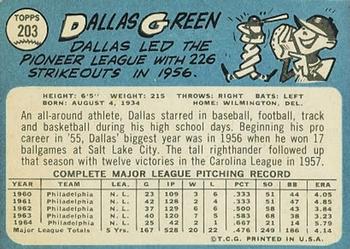 TOPPS
203
DALLAS GREEN
DALLAS LED THE
PIONEER LEAGUE WITH 226
STRIKEOUTS IN 1956.
HEIGHT: 6'5" WEIGHT: 215 THROWS: RIGHT BATS: LEFT
BORN: AUGUST 4, 1934 HOME: WILMINGTON, DEL.
An all-around athlete, Dallas starred in baseball, football, track
and basketball during his high school days. Beginning his pro
career in '55, Dallas' biggest year was in 1956 when he won 17
ballgames at Salt Lake City. The tall righthander followed up
that season with twelve victories in the Carolina League in 1957.
COMPLETE MAJOR LEAGUE PITCHING RECORD
YEAR TEAM LEA G IP W L PCT. SO BB ERA
1960 Philadelphia N.L. 23 109 3 6 .333 51 44 4.05
1961 Philadelphia N.L. 42 128 2 4 .333 51 47 4.85
1962 Philadelphia N.L. 37 129 6 6 .500 58 43 3.84
1963 Philadelphia N.L. 40 120 7 5 .583 68 38 3.23
1964 Philadelphia N.L. 25 42 2 1 .667 21 14 5.79
Major League Totals 5 Yrs. 167 528 20 22 .476 249 186 4.14
©T.C.G. PRINTED IN U.S.A.